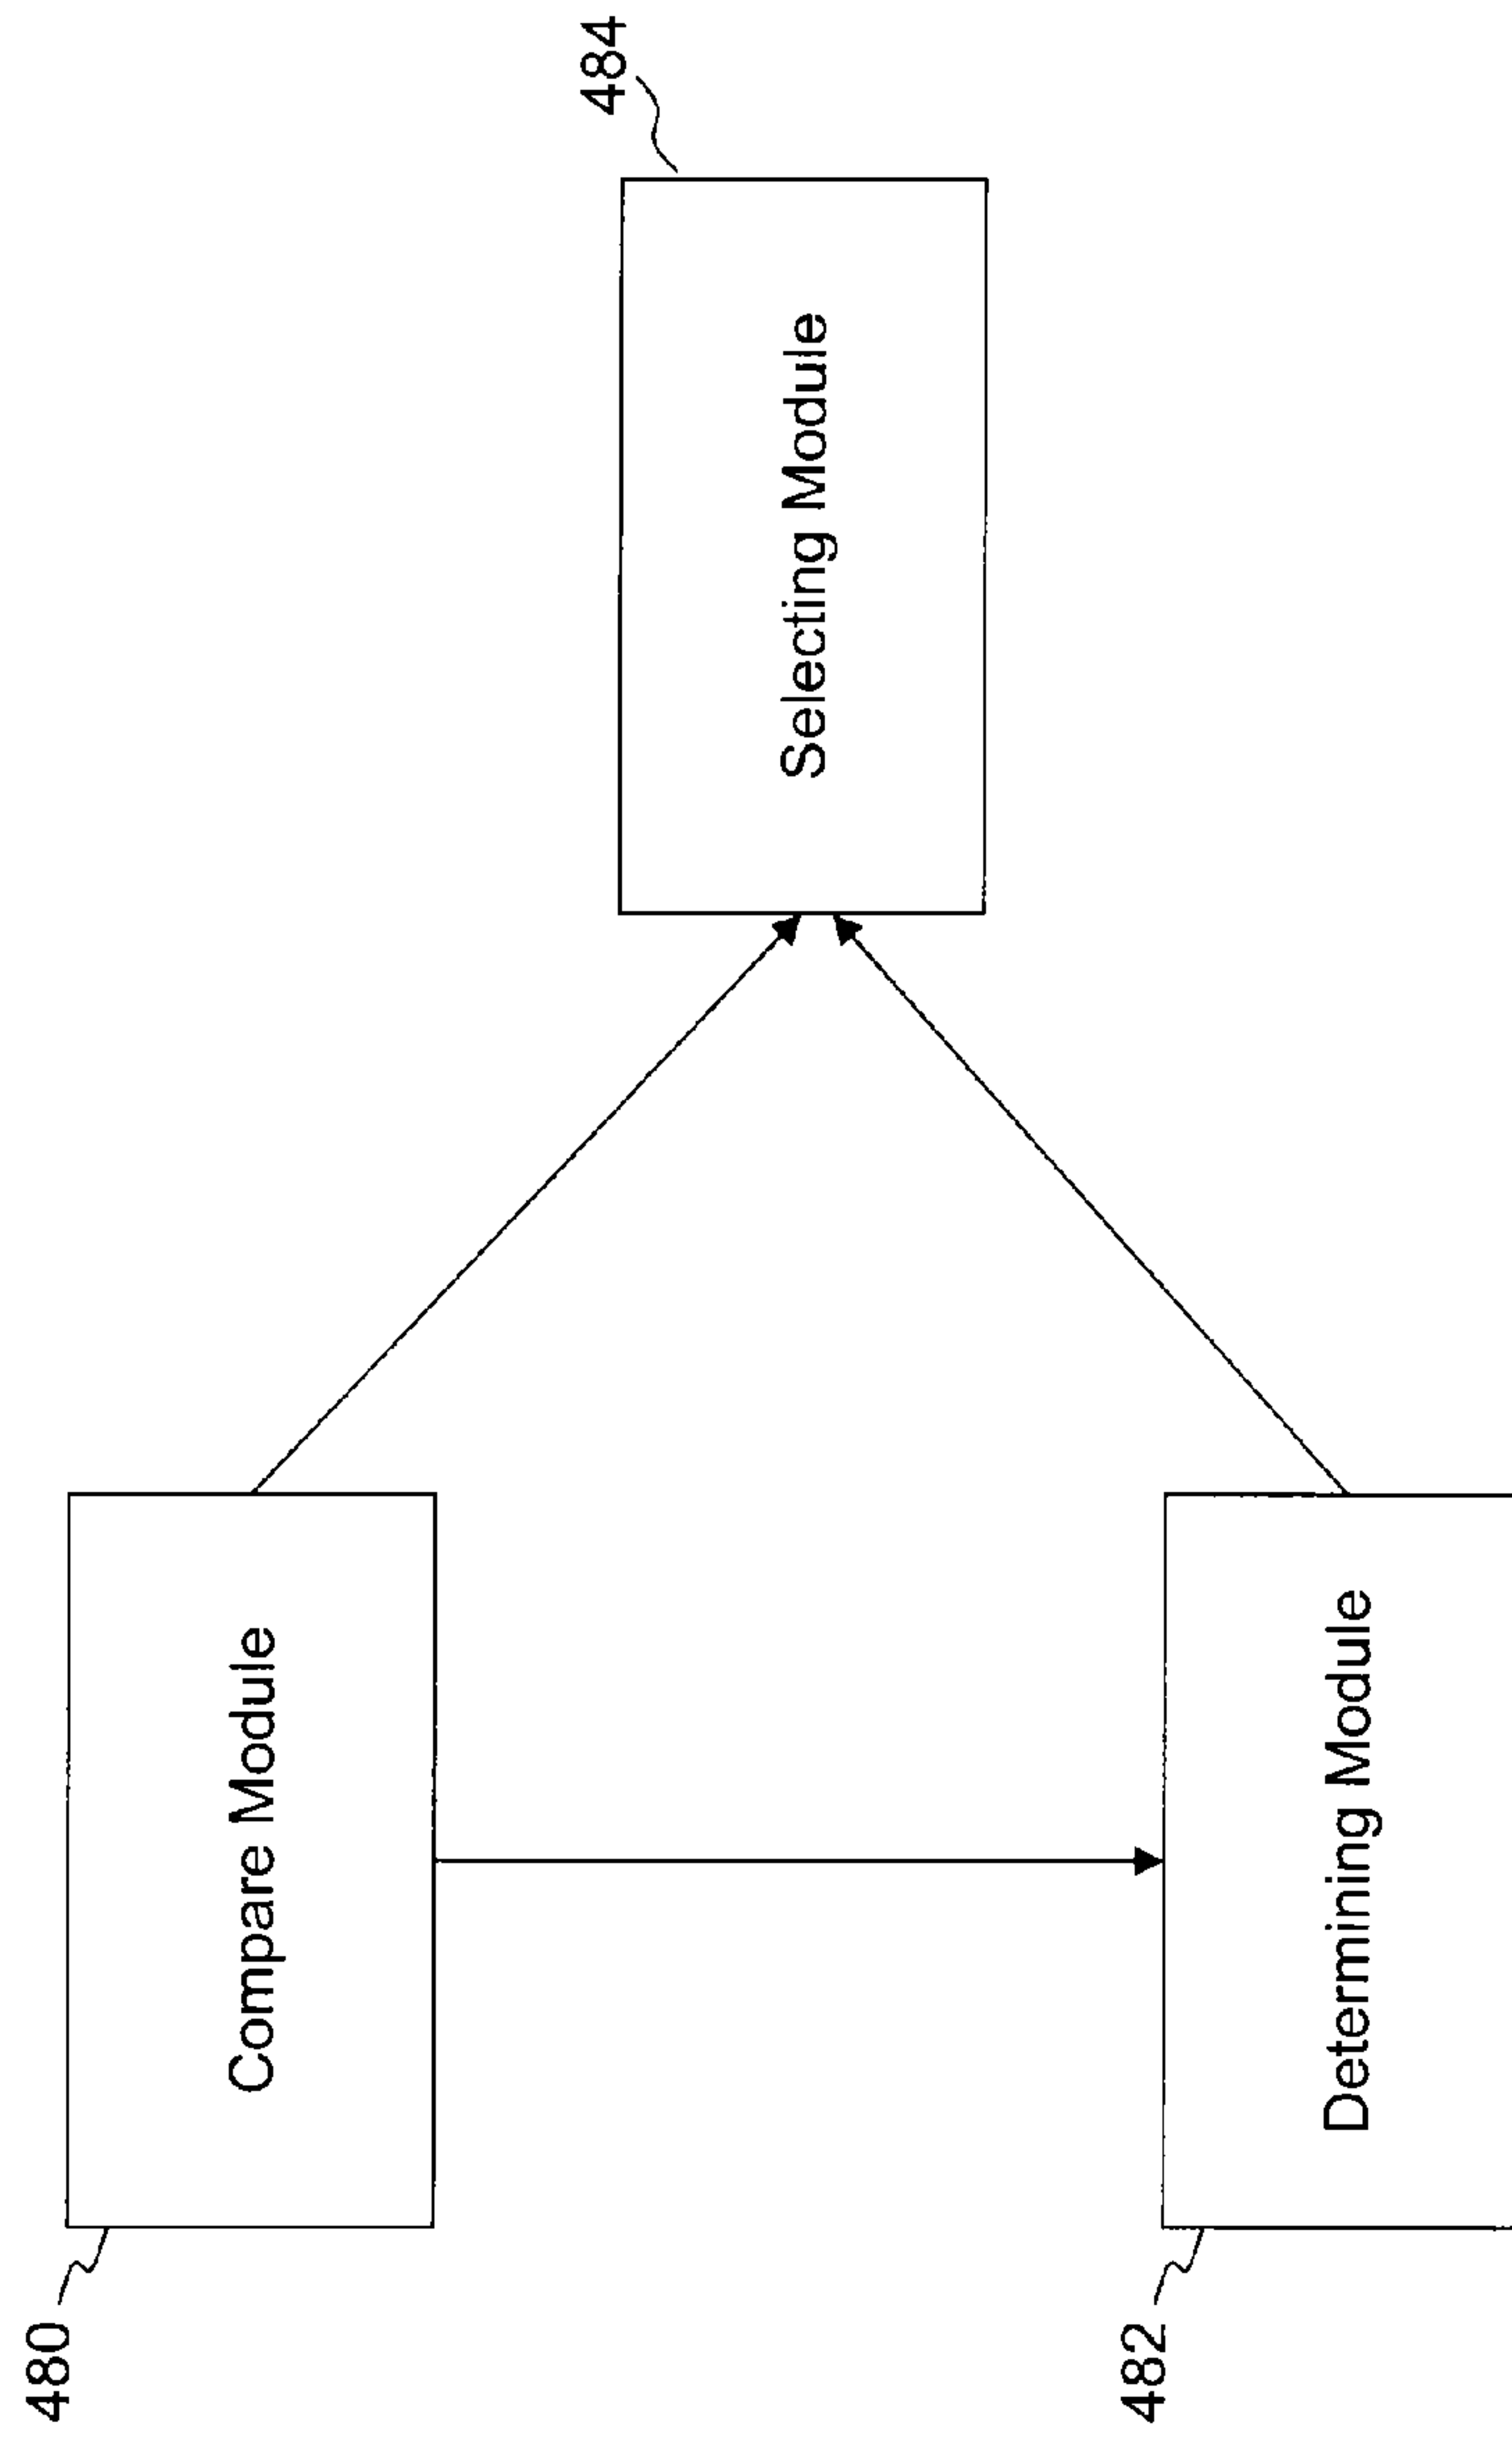 480
Compare Module
482
Determining Module
484
Selecting Module